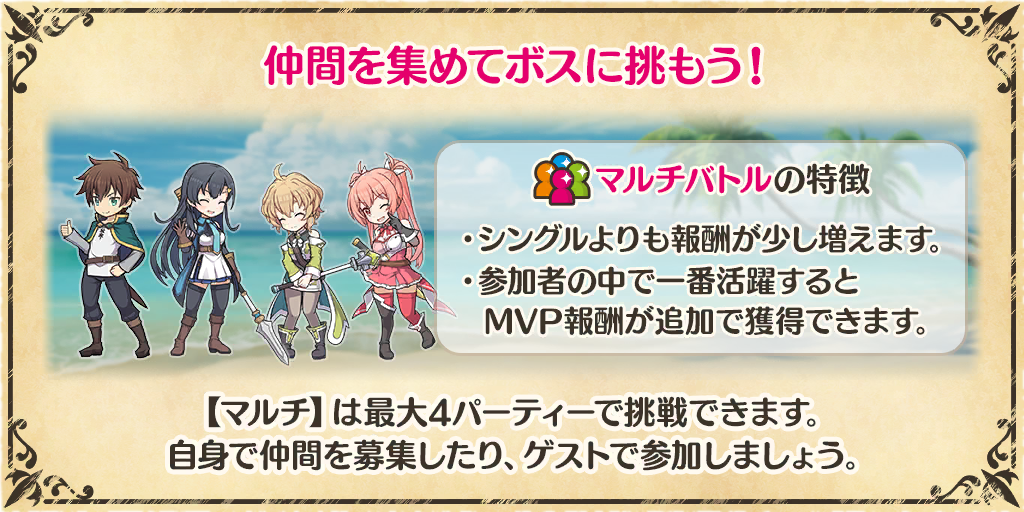 仲間を集めてボスに挑もう！
マルチバトルの特徴
・シングルよりも報酬が少し増えます。
・参加者の中で一番活躍すると
MVP報酬が追加で獲得できます。
【マルチ】は最大4パーティーで挑戦できます。
自身で仲間を募集したり、ゲストで参加しましょう。